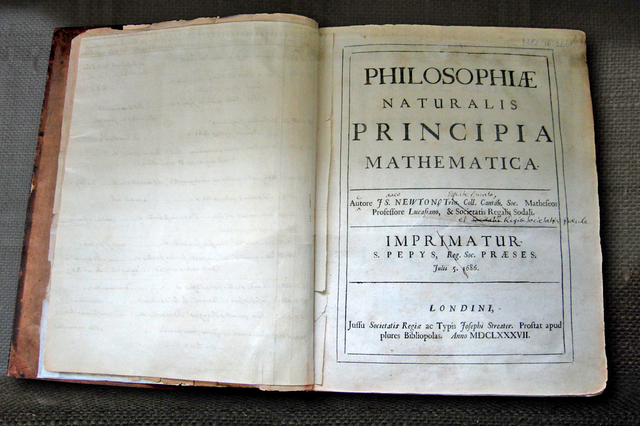 PHILOSOPHIÆ
NATURALIS
PRINCIPIA
MATHEMATICA.
Autore JS. NEWTON, Trin. Coll. Cantab. Soc. Matheseos
Professore Lucasiano, & Societatis Regalis Sodali.
IMPRIMATUR.
S. PEPYS, Reg. Soc. PRÆSES.
Julii 5. 1686.
LONDINI,
Jussu Societatis Regiæ ac Typis Josephi Streater. Prostat apud
plures Bibliopolas. Anno MDCLXXXVII.